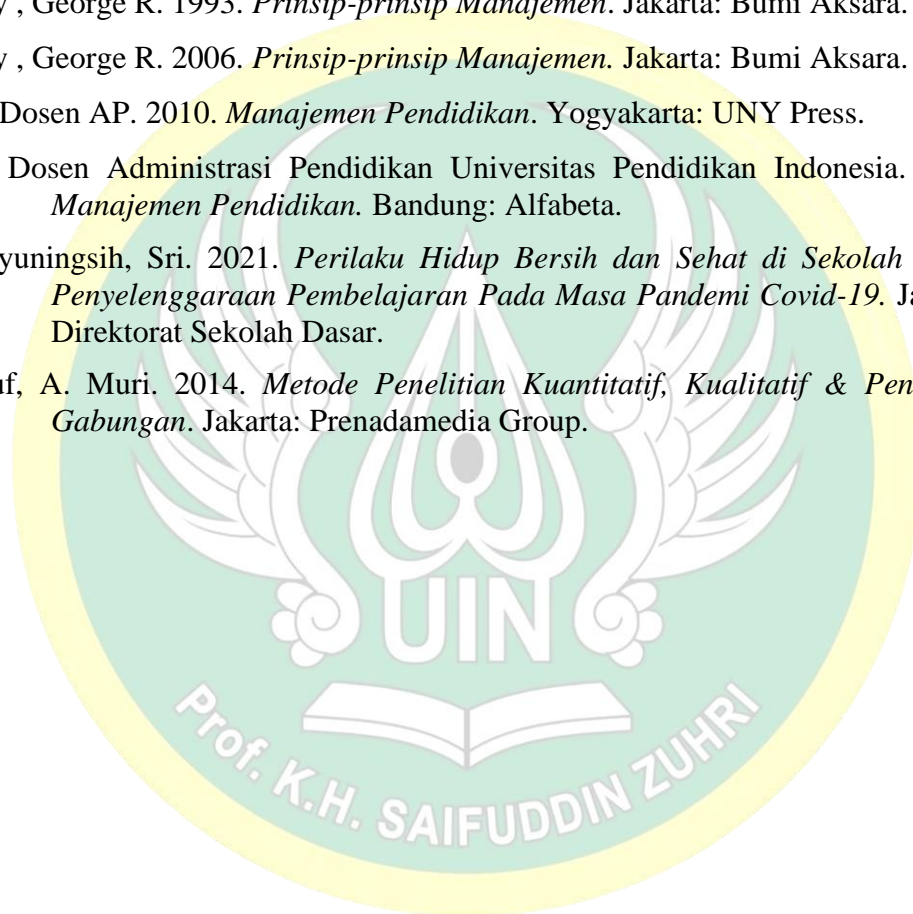 y , George R. 1993. Prinsip-prinsip Manajemen. Jakarta: Bumi Aksara.
y , George R. 2006. Prinsip-prinsip Manajemen. Jakarta: Bumi Aksara.
Dosen AP. 2010. Manajemen Pendidikan. Yogyakarta: UNY Press.
Dosen Administrasi Pendidikan Universitas Pendidikan Indonesia.
Manajemen Pendidikan. Bandung: Alfabeta.
yuningsih, Sri. 2021. Perilaku Hidup Bersih dan Sehat di Sekolah
Penyelenggaraan Pembelajaran Pada Masa Pandemi Covid-19. Ja
Direktorat Sekolah Dasar.
uf, A. Muri. 2014. Metode Penelitian Kuantitatif, Kualitatif & Pen
Gabungan. Jakarta: Prenadamedia Group.
UIN
Prof. K.H. SAIFUDDIN ZUHRI